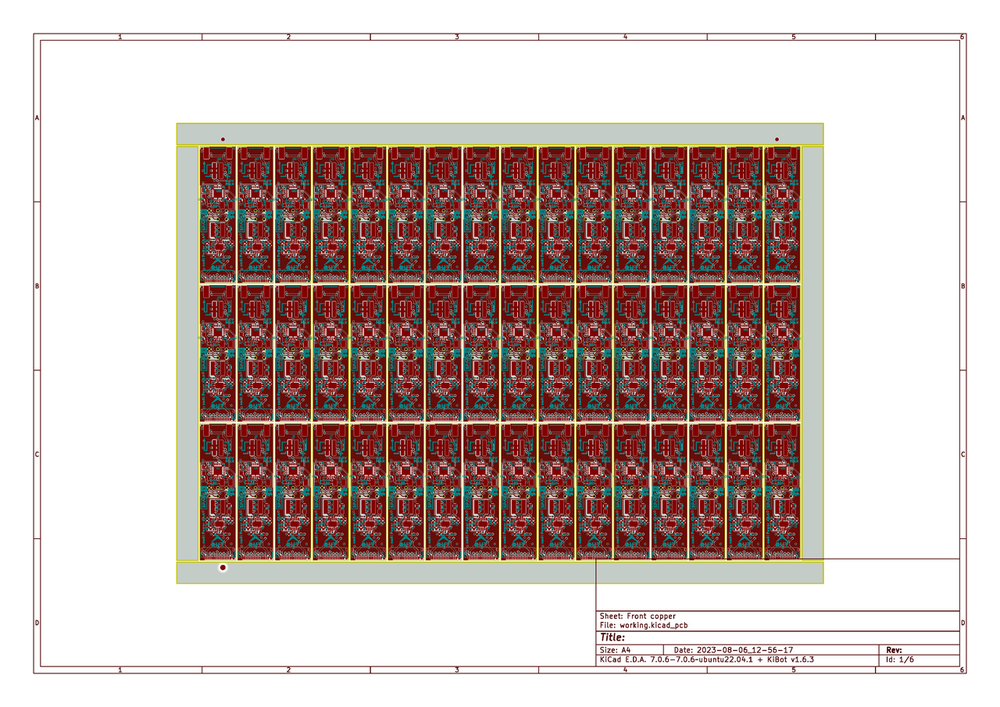 1 2 3 4 5 6
A A
B B
C C
D D
Sheet: Front copper
File: working.kicad_pcb
Title:
Size: A4 Date: 2023-08-06_12-56-17 Rev:
KiCad E.D.A. 7.0.6-7.0.6-ubuntu22.04.1 + KiBot v1.6.3 Id: 1/6
1 2 3 4 5 6